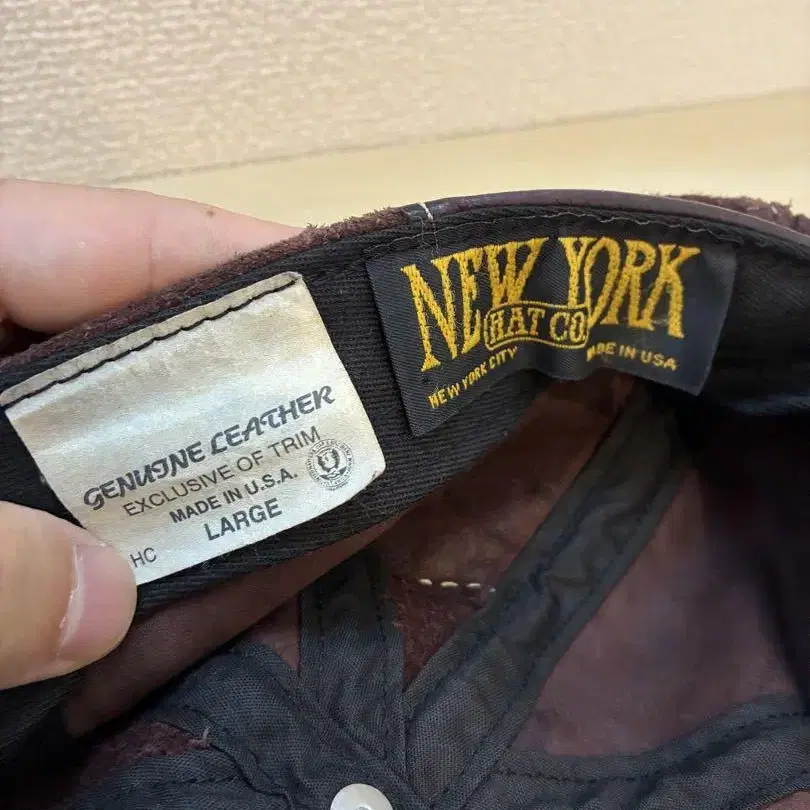 NEW YORK
HAT CO
NEW YORK CITY MADE IN USA
GENUINE LEATHER
EXCLUSIVE OF TRIM
MADE IN U.S.A.
LARGE
HC